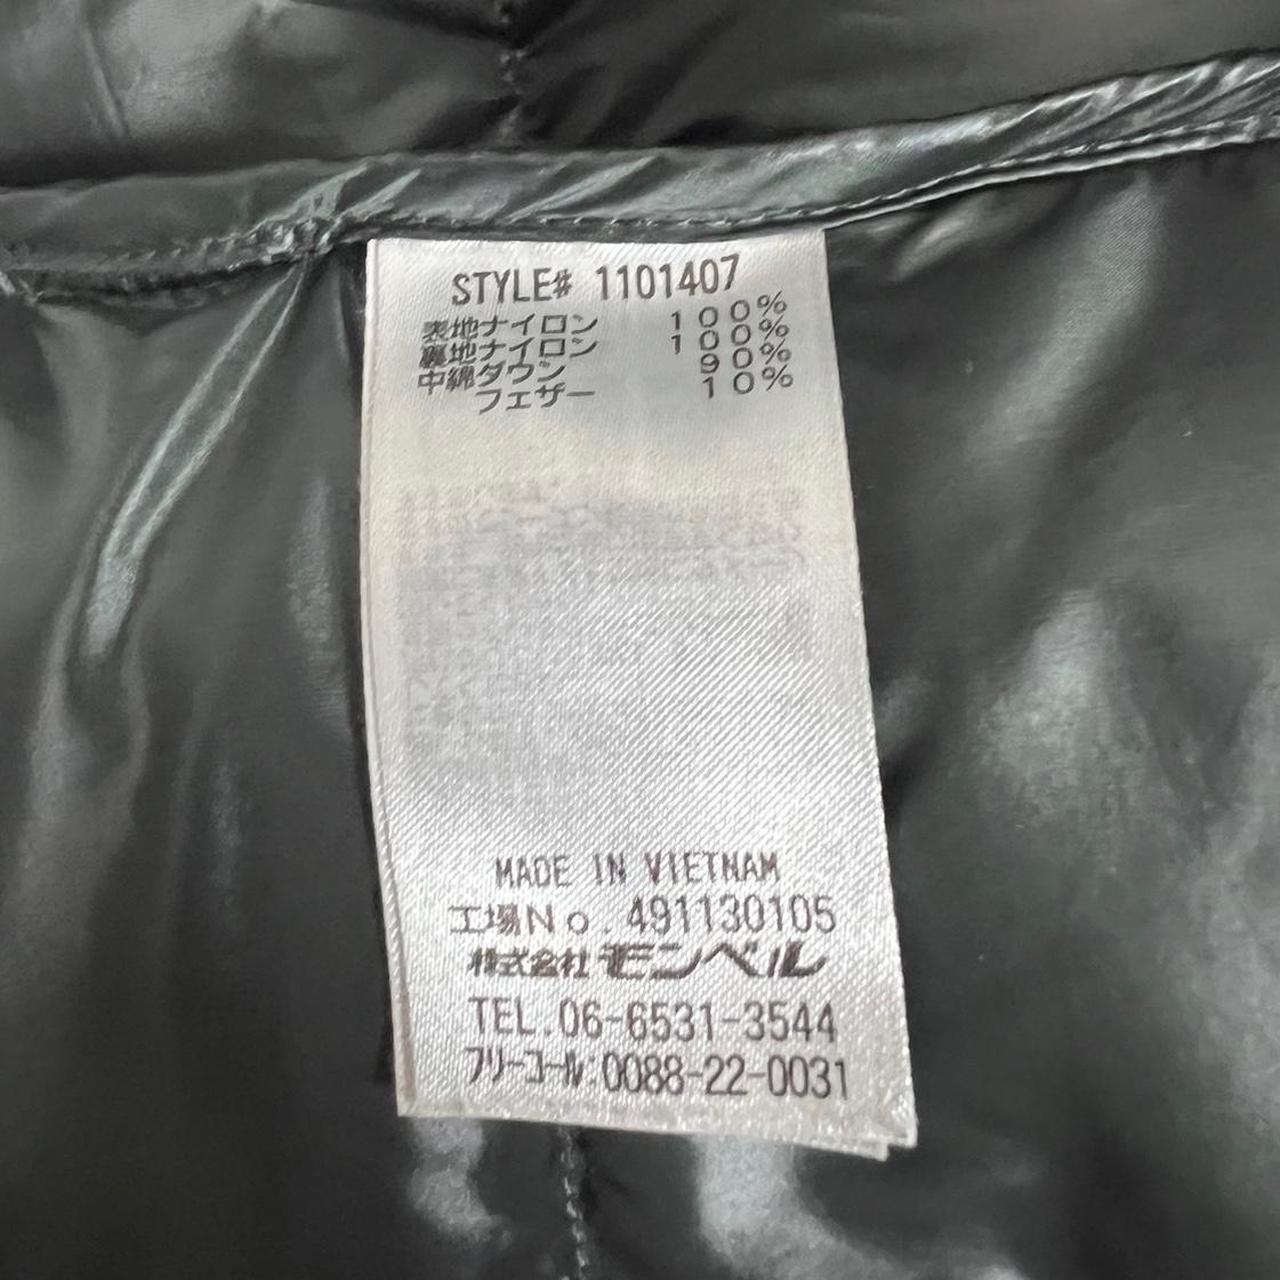 STYLE# 1101407
表地ナイロン 100%
裏地ナイロン 100%
中綿ダウン 90%
フェザー 10%
MADE IN VIETNAM
工場No. 491130105
株式会社 モンベル
TEL.06-6531-3544
フリーコール:0088-22-0031